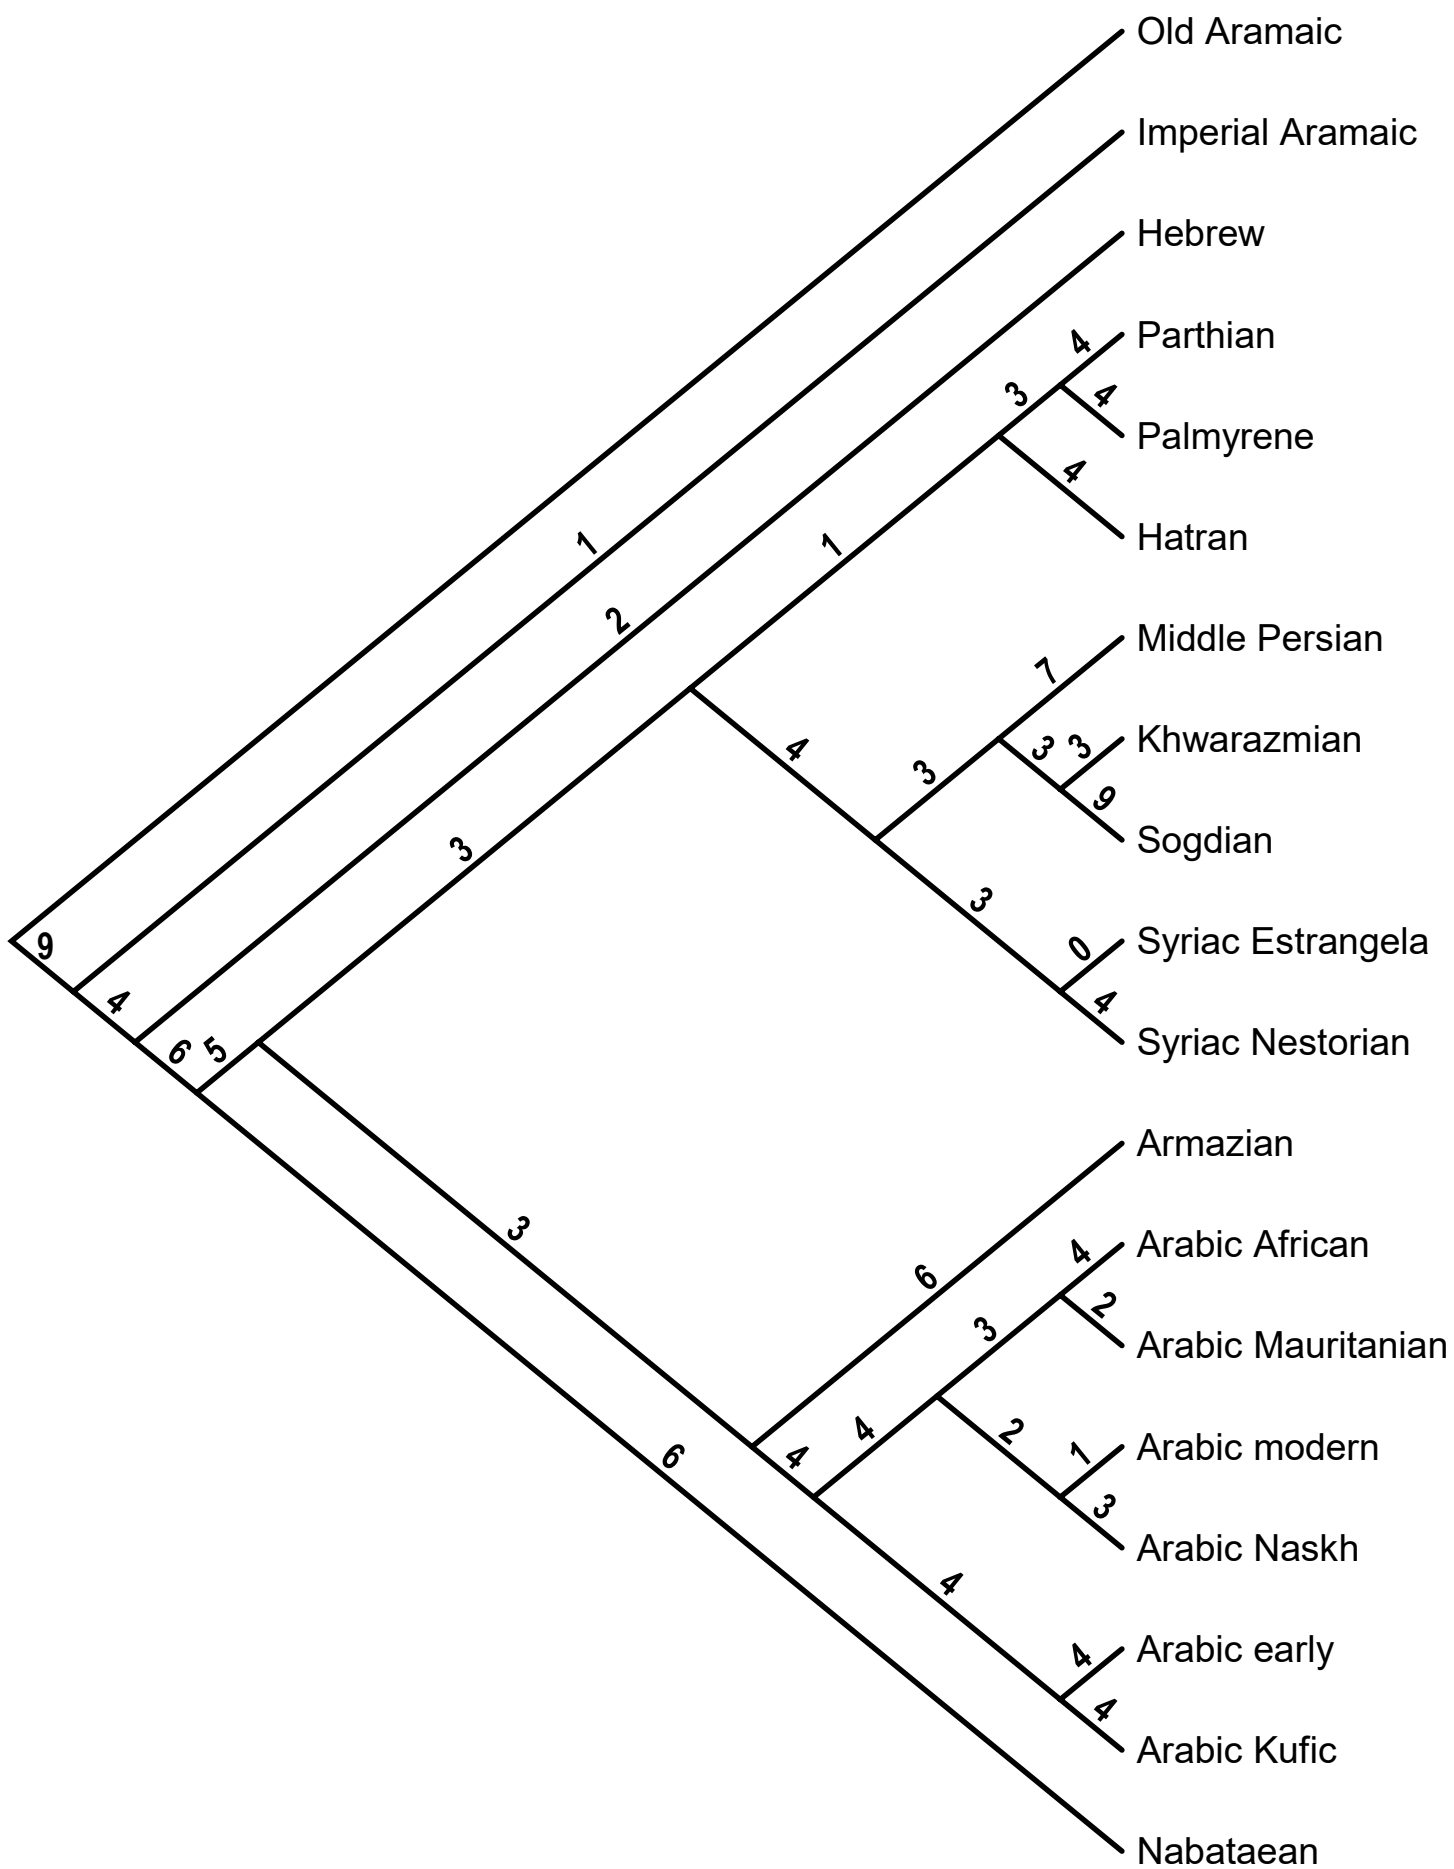 Old Aramaic
Imperial Aramaic
Hebrew
4 Parthian
3 4
Palmyrene
4
Hatran
1
1
2
Middle Persian
7
4 3 3 3 Khwarazmian
9
Sogdian
3
3
9 0 Syriac Estrangela
4 4
6 5 Syriac Nestorian
Armazian
3 6 4 Arabic African
3 2
Arabic Mauritanian
6 4 4 2 1 Arabic modern
3
Arabic Naskh
4
4 Arabic early
4
Arabic Kufic
Nabataean